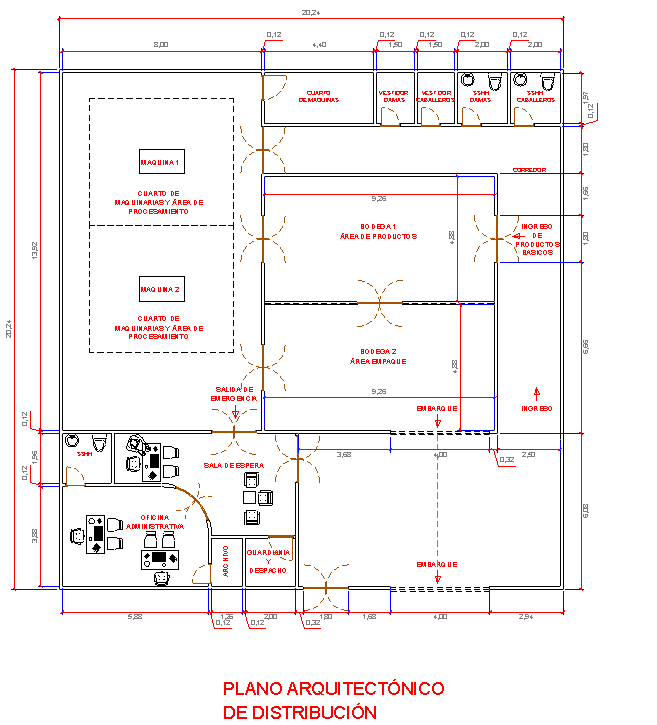 20,24
0,12
0,12
0,12
0,12
0,12
8,00
4,40
1,50
1,50
2,00
2,00
CUARTO
DE MAQUINAS
VESTIDOR
DAMAS
VESTIDOR
CABALLEROS
SSHH
DAMAS
SSHH
CABALLEROS
1,97
0,12
1,80
1,66
1,80
6,66
6,08
CORREDOR
MAQUINA 1
CUARTO DE
MAQUINARIAS Y ÁREA DE
PROCESAMIENTO
9,26
BODEGA 1
ÁREA DE PRODUCTOS
4,88
INGRESO
DE
PRODUCTOS
BASICOS
13,92
20,24
MAQUINA 2
CUARTO DE
MAQUINARIAS Y ÁREA DE
PROCESAMIENTO
BODEGA 2
ÁREA EMPAQUE
4,88
9,26
SALIDA DE
EMERGENCIA
EMBARQUE
INGRESO
0,12
1,96
0,12
3,88
SSHH
SALA DE ESPERA
3,68
4,00
0,32
2,50
OFICINA
ADMINISTRATIVA
ARCHIVO
GUARDIANIA
Y
DESPACHO
EMBARQUE
5,88
1,26
2,00
1,80
1,68
4,00
2,94
0,12
0,12
0,32
PLANO ARQUITECTÓNICO
DE DISTRIBUCIÓN